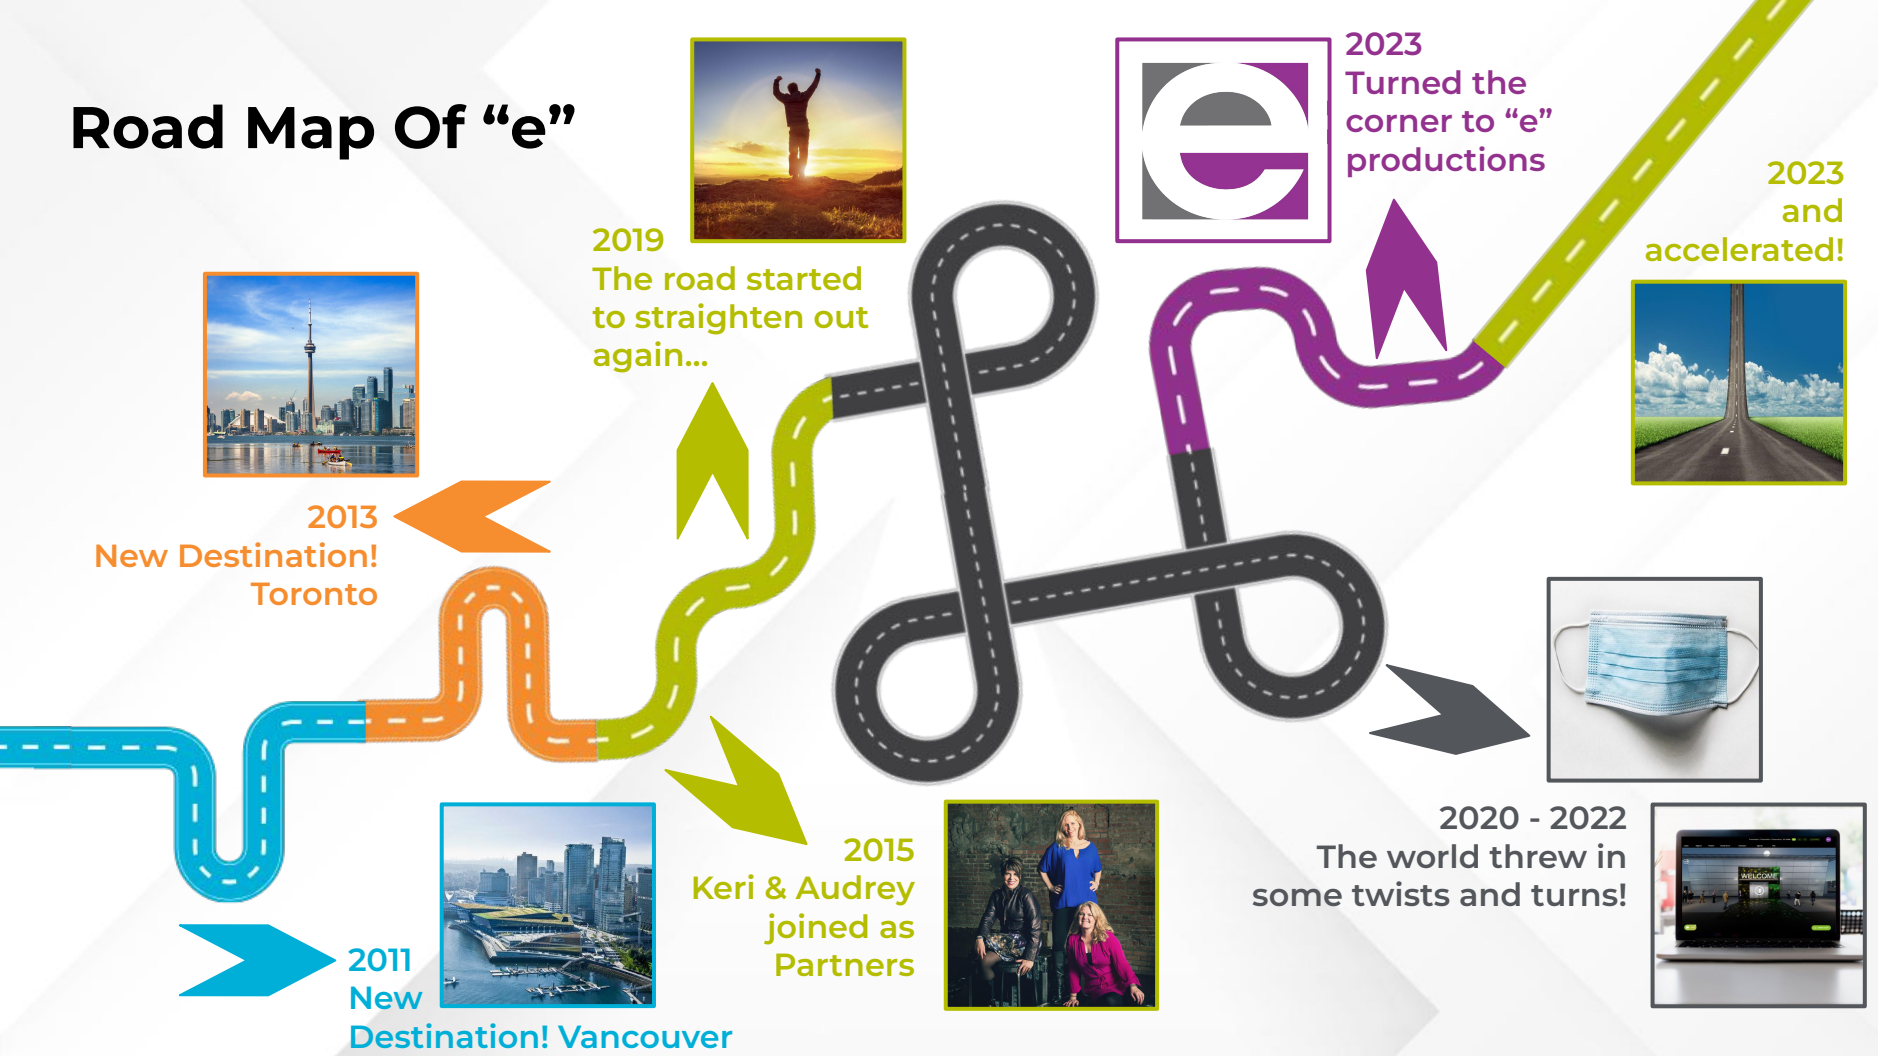 Road Map Of “e”
2011
New
Destination! Vancouver
2013
New Destination!
Toronto
2015
Keri & Audrey
joined as
Partners
2019
The road started
to straighten out
again...
2020 - 2022
The world threw in
some twists and turns!
WELCOME
e
2023
Turned the
corner to “e”
productions
2023
and
accelerated!